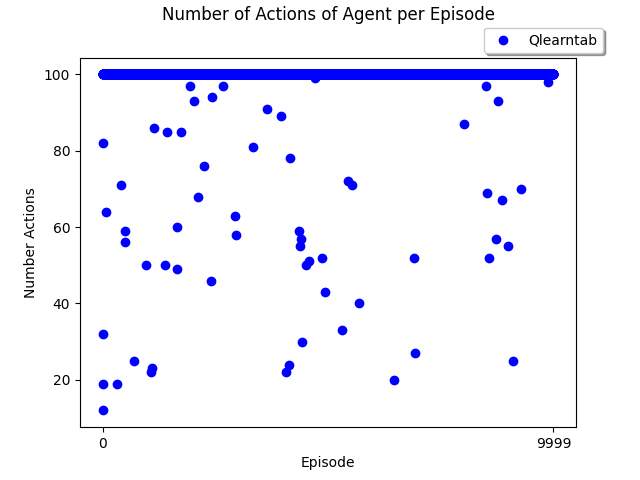 Number of Actions of Agent per Episode
Qlearntab
100
80
60
40
20
Number Actions
0
9999
Episode